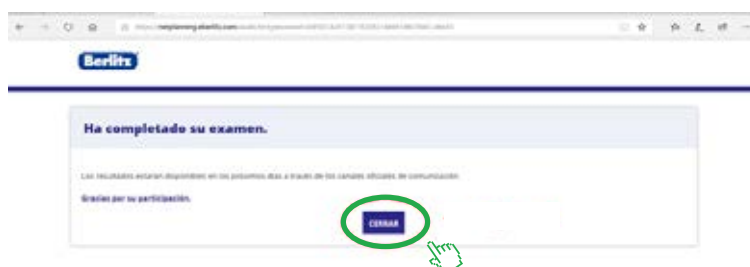 Berlitz
Ha completado su examen.
Los resultados estarán disponibles en los próximos días a través de los canales oficiales de comunicación
Gracias por su participación.
CERRAR